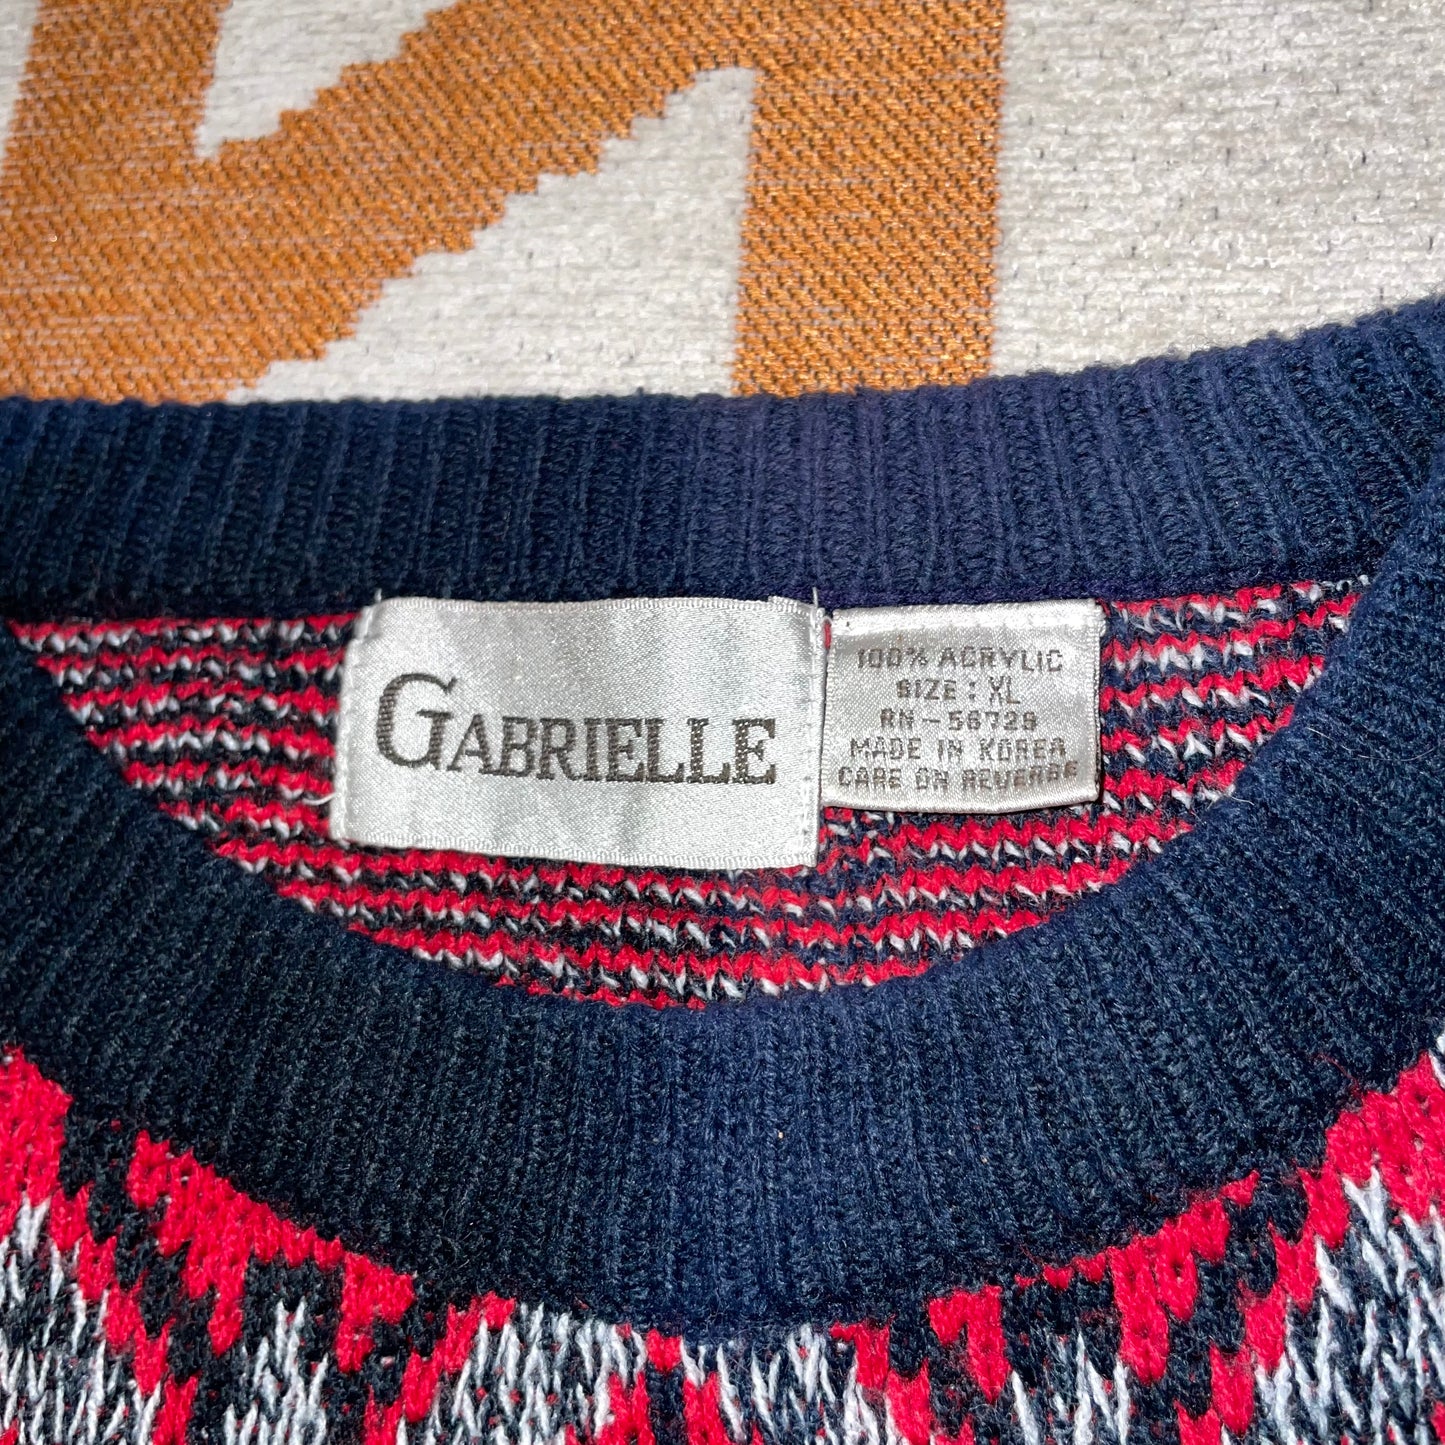 GABRIELLE
100% ACRYLIC
SIZE: XL
RN-56729
MADE IN KOREA
CARE ON REVERSE